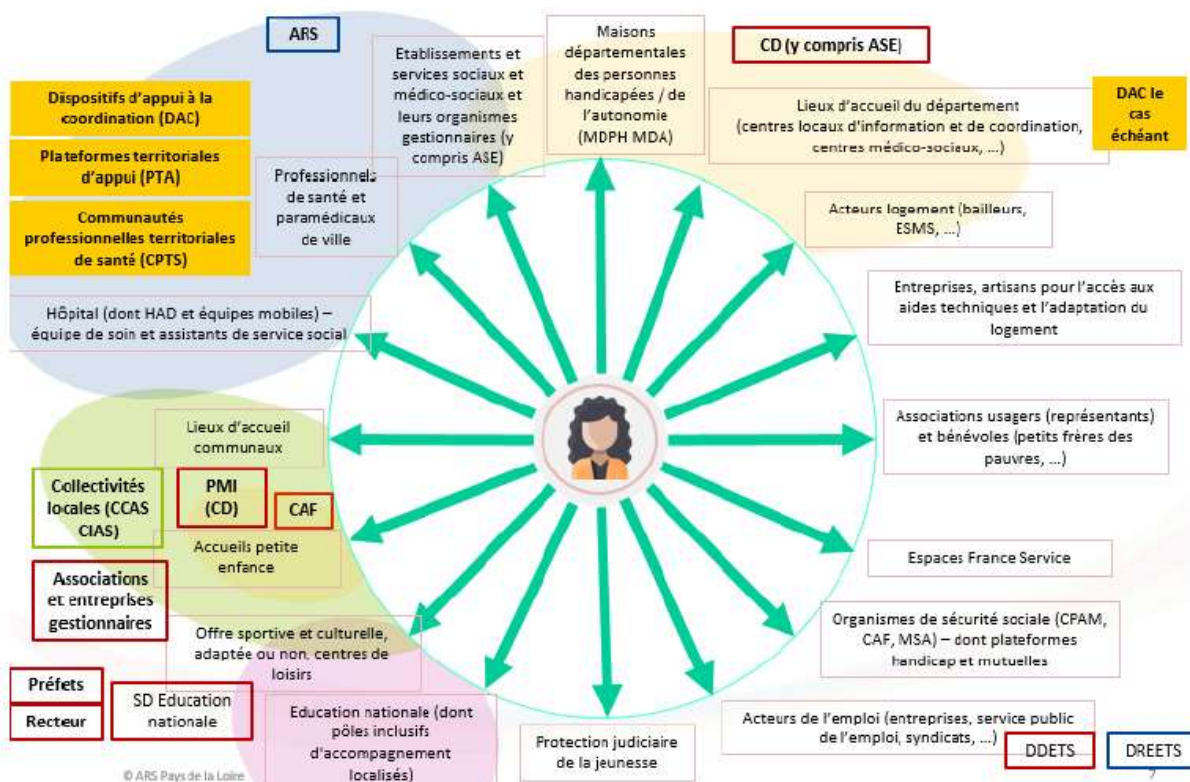 ARS
Maisons
départementales
des personnes
handicapées / de
l'autonomie
(MDPH MDA)
CD (y compris ASE)
Etablissements et
services sociaux et
médico-sociaux et
leurs organismes
gestionnaires (y
compris ASE)
Dispositifs d'appui à la
coordination (DAC)
Plateformes territoriales
d'appui (PTA)
Communautés
professionnelles territoriales
de santé (CPTS)
Professionnels
de santé et
paramédicaux
de ville
Lieux d'accueil du département
(centres locaux d'information et de coordination,
centres médico-sociaux, ...)
DAC le
cas
échéant
Acteurs logement (bailleurs,
ESMS, ...)
Hôpital (dont HAD et équipes mobiles) –
équipe de soin et assistants de service social
Entreprises, artisans pour l'accès aux
aides techniques et l'adaptation du
logement
Lieux d'accueil
communaux
Associations usagers (représentants)
et bénévoles (petits frères des
pauvres, ...)
Collectivités
locales (CCAS
CIAS)
PMI
(CD)
CAF
Accueils petite
enfance
Espaces France Service
Associations
et entreprises
gestionnaires
Offre sportive et culturelle,
adaptée ou non, centres de
loisirs
Organismes de sécurité sociale (CPAM,
CAF, MSA) – dont plateformes
handicap et mutuelles
Préfets
Recteur
SD Education
nationale
Education nationale (dont
pôles inclusifs
d'accompagnement
localisés)
Protection judiciaire
de la jeunesse
Acteurs de l'emploi (entreprises, service public
de l'emploi, syndicats, ...)
DDETS
DREETS
© ARS Pays de la Loire
7